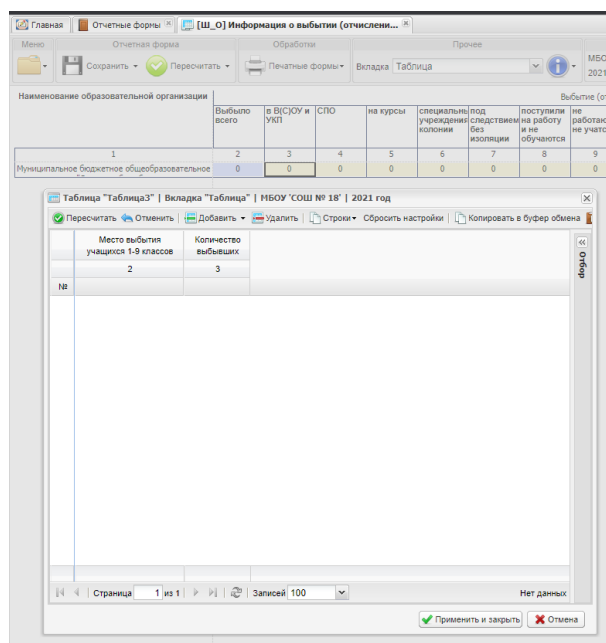 Главная Отчетные формы [Ш_О] Информация о выбытии (отчислени...
Меню Отчетная форма Обработки Прочее
Сохранить Пересчитать Печатные формы Вкладка Таблица МБОУ
2021
Наименование образовательной организации Выбытие (от
Выбыло всего в В(С)ОУ и УКП СПО на курсы специальнь учреждения колонии под следствием без изоляции поступили на работу и не обучаются не работаю не учатс
1 2 3 4 5 6 7 8 9
Муниципальное бюджетное общеобразовательное 0 0 0 0 0 0 0
Таблица "Таблица3" | Вкладка "Таблица" | МБОУ 'СОШ № 18' | 2021 год
Пересчитать Отменить Добавить Удалить Строки Сбросить настройки Копировать в буфер обмена
Место выбытия учащихся 1-9 классов Количество выбывших
2 3
№
Отбор
Страница 1 из 1 Записей 100 Нет данных
Применить и закрыть Отмена